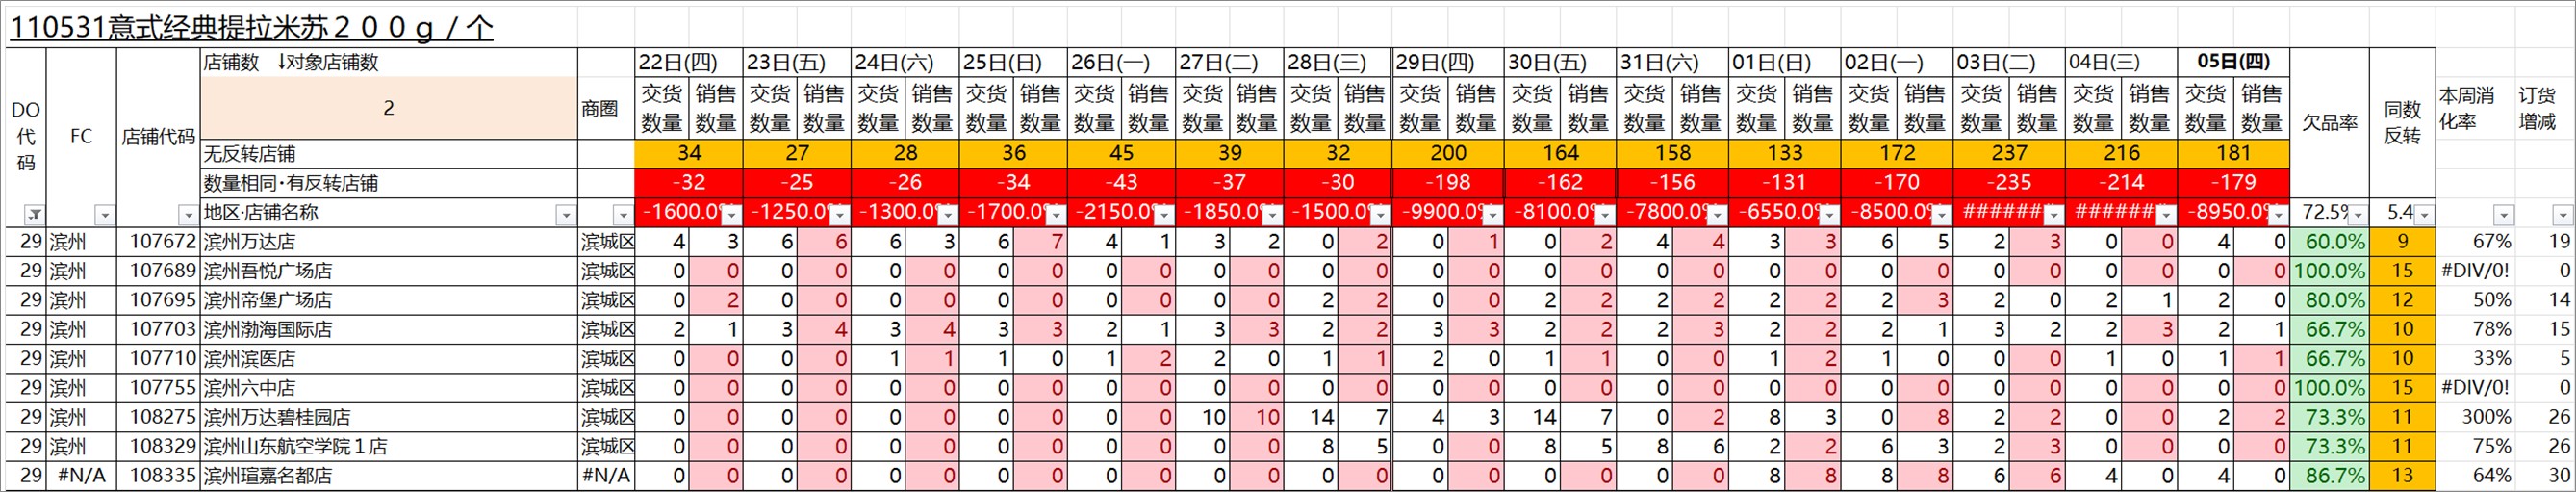 110531意式经典提拉米苏２００ｇ／个
店铺数 ↓对象店铺数 22日(四) 23日(五) 24日(六) 25日(日) 26日(一) 27日(二) 28日(三) 29日(四) 30日(五) 31日(六) 01日(日) 02日(一) 03日(二) 04日(三) 05日(四)
DO代码 FC 店铺代码 2 商圈 交货数量 销售数量 交货数量 销售数量 交货数量 销售数量 交货数量 销售数量 交货数量 销售数量 交货数量 销售数量 交货数量 销售数量 交货数量 销售数量 交货数量 销售数量 交货数量 销售数量 交货数量 销售数量 交货数量 销售数量 交货数量 销售数量 交货数量 销售数量 交货数量 销售数量 欠品率 同数反转 本周消化率 订货增减
无反转店铺 34 27 28 36 45 39 32 200 164 158 133 172 237 216 181
数量相同·有反转店铺 -32 -25 -26 -34 -43 -37 -30 -198 -162 -156 -131 -170 -235 -214 -179
地区·店铺名称 -1600.0% -1250.0% -1300.0% -1700.0% -2150.0% -1850.0% -1500.0% -9900.0% -8100.0% -7800.0% -6550.0% -8500.0% ####### ####### -8950.0% 72.5% 5.4
29 滨州 107672 滨州万达店 滨城区 4 3 6 6 6 3 6 7 4 1 3 2 0 2 0 1 0 2 4 4 3 3 6 5 2 3 0 0 4 0 60.0% 9 67% 19
29 滨州 107689 滨州吾悦广场店 滨城区 0 0 0 0 0 0 0 0 0 0 0 0 0 0 0 0 0 0 0 0 0 0 0 0 0 0 0 0 0 0 100.0% 15 #DIV/0! 0
29 滨州 107695 滨州帝堡广场店 滨城区 0 2 0 0 0 0 0 0 0 0 0 0 2 2 0 0 2 2 2 2 2 2 2 3 2 0 2 1 2 0 80.0% 12 50% 14
29 滨州 107703 滨州渤海国际店 滨城区 2 1 3 4 3 4 3 3 2 1 3 3 2 2 3 3 2 2 2 3 2 2 2 1 3 2 2 3 2 1 66.7% 10 78% 15
29 滨州 107710 滨州滨医店 滨城区 0 0 0 0 1 1 1 0 1 2 2 0 1 1 2 0 1 1 0 0 1 2 1 0 0 0 1 0 1 1 66.7% 10 33% 5
29 滨州 107755 滨州六中店 滨城区 0 0 0 0 0 0 0 0 0 0 0 0 0 0 0 0 0 0 0 0 0 0 0 0 0 0 0 0 0 0 100.0% 15 #DIV/0! 0
29 滨州 108275 滨州万达碧桂园店 滨城区 0 0 0 0 0 0 0 0 0 0 10 10 14 7 4 3 14 7 0 2 8 3 0 8 2 2 0 0 2 2 73.3% 11 300% 26
29 滨州 108329 滨州山东航空学院１店 滨城区 0 0 0 0 0 0 0 0 0 0 0 0 8 5 0 0 8 5 8 6 2 2 6 3 2 3 0 0 0 0 73.3% 11 75% 26
29 #N/A 108335 滨州瑄嘉名都店 #N/A 0 0 0 0 0 0 0 0 0 0 0 0 0 0 0 0 0 0 0 0 8 8 8 8 6 6 4 0 4 0 86.7% 13 64% 30